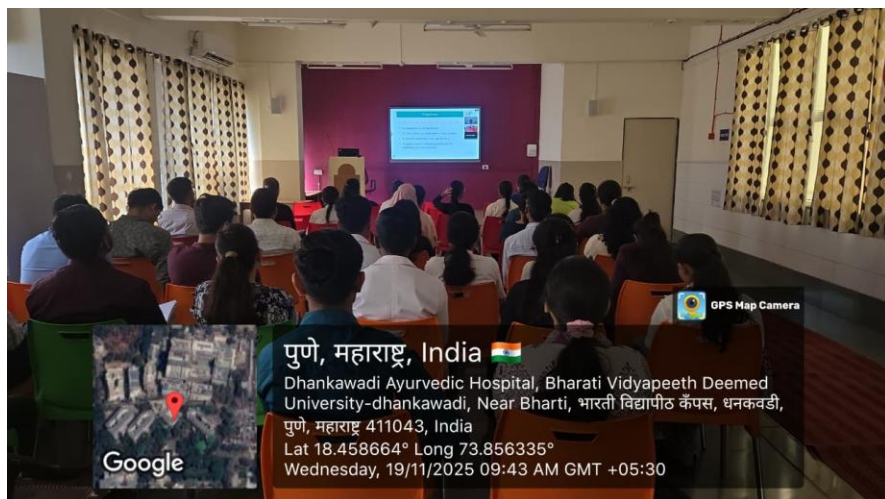 GPS Map Camera
पुणे, महाराष्ट्र, India
Dhankawadi Ayurvedic Hospital, Bharati Vidyapeeth Deemed
University-dhankawadi, Near Bharti, भारती विद्यापीठ कॅंपस, धनकवडी,
पुणे, महाराष्ट्र 411043, India
Lat 18.458664° Long 73.856335°
Wednesday, 19/11/2025 09:43 AM GMT +05:30
Google